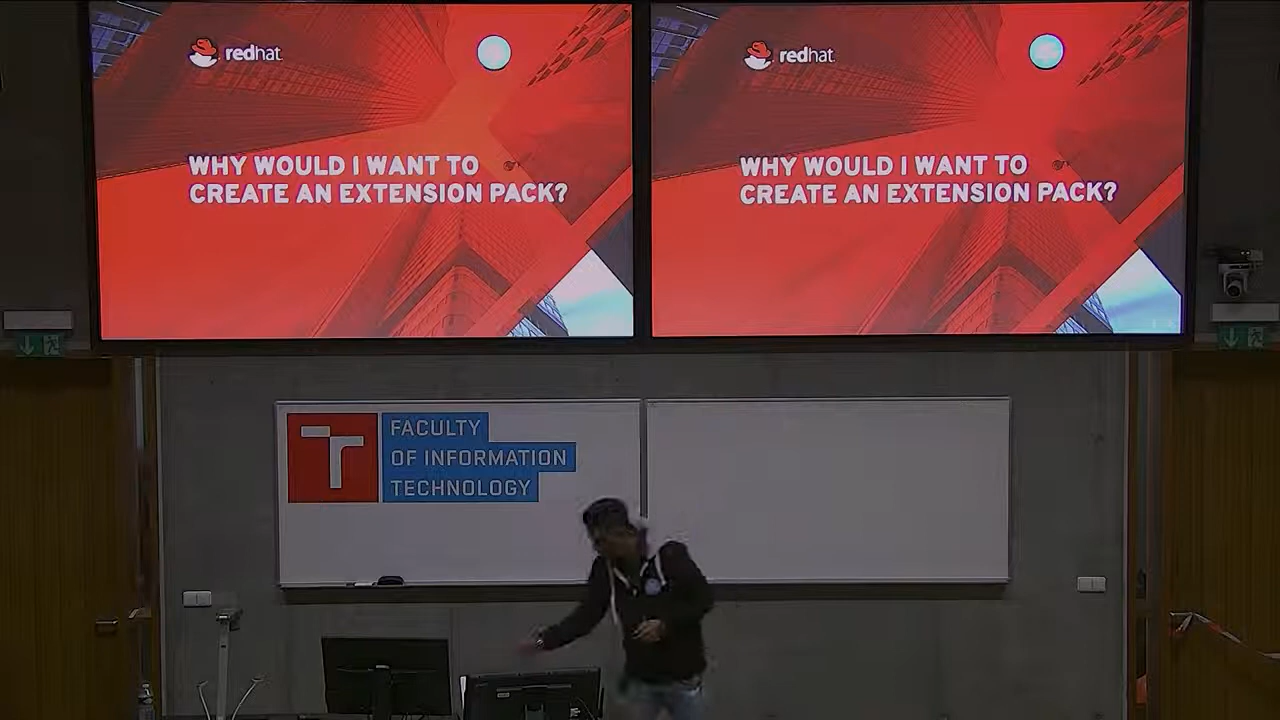 redhat
WHY WOULD I WANT TO
CREATE AN EXTENSION PACK?
redhat
WHY WOULD I WANT TO
CREATE AN EXTENSION PACK?
FACULTY
OF INFORMATION
TECHNOLOGY